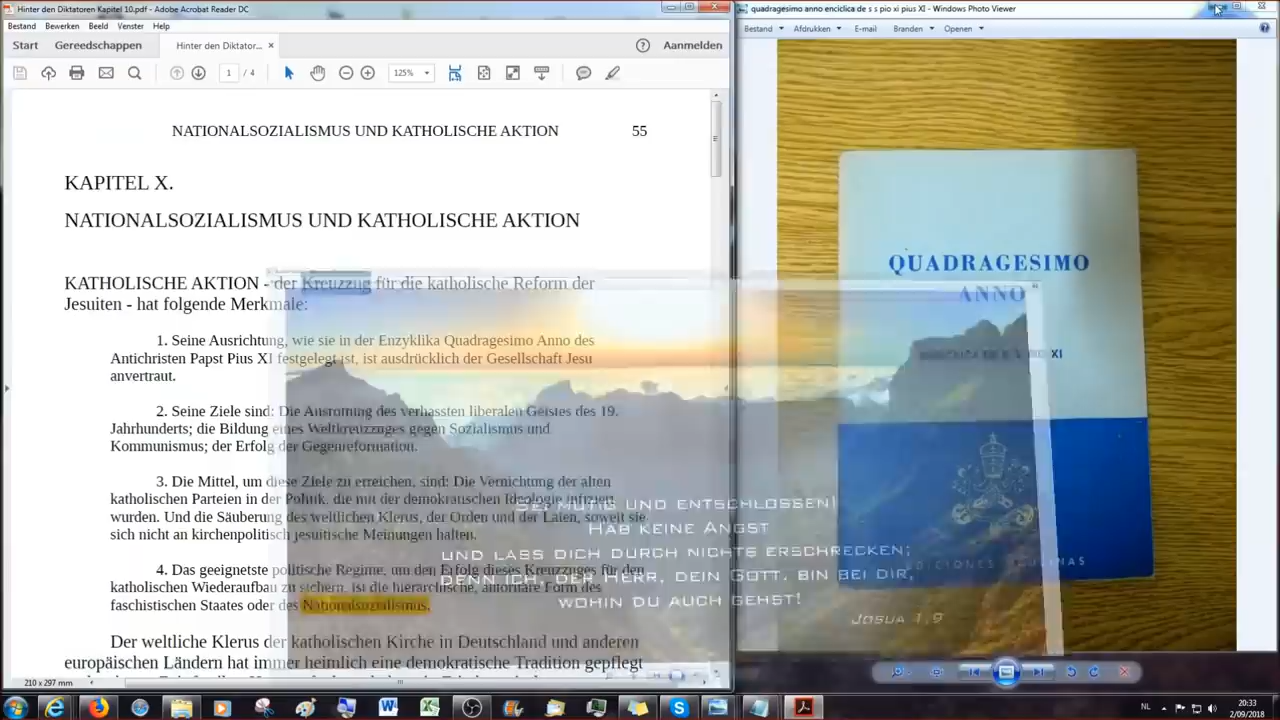 Hinter den Diktatoren Kapitel 10.pdf - Adobe Acrobat Reader DC
Bestand Bewerken Beeld Venster Help
Start Gereedschappen Hinter den Diktator... × Anmelden
1 / 4 125%
NATIONALSOZIALISMUS UND KATHOLISCHE AKTION 55
KAPITEL X.
NATIONALSOZIALISMUS UND KATHOLISCHE AKTION
KATHOLISCHE AKTION - der Kreuzzug für die katholische Reform der
Jesuiten - hat folgende Merkmale:
1. Seine Ausrichtung, wie sie in der Enzyklika Quadragesimo Anno des
Antichristen Papst Pius XI festgelegt ist, ist ausdrücklich der Gesellschaft Jesu
anvertraut.
2. Seine Ziele sind: Die Ausrottung des verhassten liberalen Geistes des 19.
Jahrhunderts; die Bildung eines Weltkreuzzuges gegen Sozialismus und
Kommunismus; der Erfolg der Gegenreformation.
3. Die Mittel, um diese Ziele zu erreichen, sind: Die Vernichtung der alten
katholischen Parteien in der Politik, die mit der demokratischen Ideologie infiziert
wurden. Und die Säuberung des weltlichen Klerus, der Orden und der Laien, soweit sie
sich nicht an kirchenpolitisch jesuitische Meinungen halten.
4. Das geeignetste politische Regime, um den Erfolg dieses Kreuzzuges für den
katholischen Wiederaufbau zu sichern, ist die hierarchische, autoritäre Form des
faschistischen Staates oder des Nationalsozialismus.
Der weltliche Klerus der katholischen Kirche in Deutschland und anderen
europäischen Ländern hat immer heimlich eine demokratische Tradition gepflegt
210 x 297 mm
quadragesimo anno enciclica de s s pio xi pius XI - Windows Photo Viewer
Bestand Afdrukken E-mail Branden Openen
QUADRAGESIMO
ANNO
XI
EDICIONES PAULINAS
Sei mutig und entschlossen!
Hab keine Angst
und laß dich durch nichts erschrecken;
denn ich, der Herr, dein Gott, bin bei dir,
wohin du auch gehst!
Josua 1,9
NL 20:33
2/09/2018